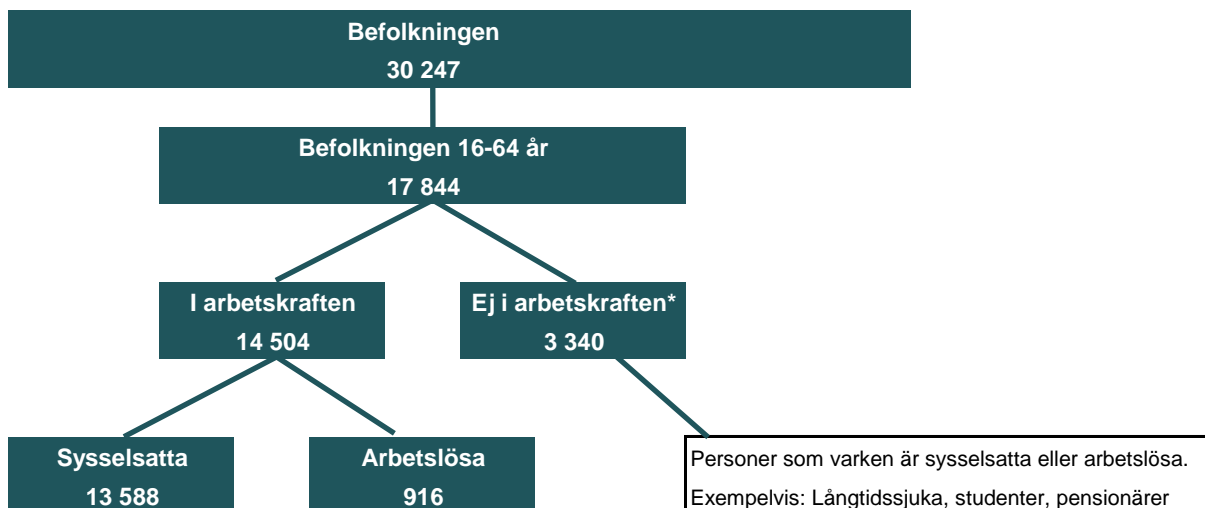 Befolkningen
30 247
Befolkningen 16-64 år
17 844
I arbetskraften
14 504
Ej i arbetskraften*
3 340
Sysselsatta
13 588
Arbetslösa
916
Personer som varken är sysselsatta eller arbetslösa.
Exempelvis: Långtidssjuka, studenter, pensionärer